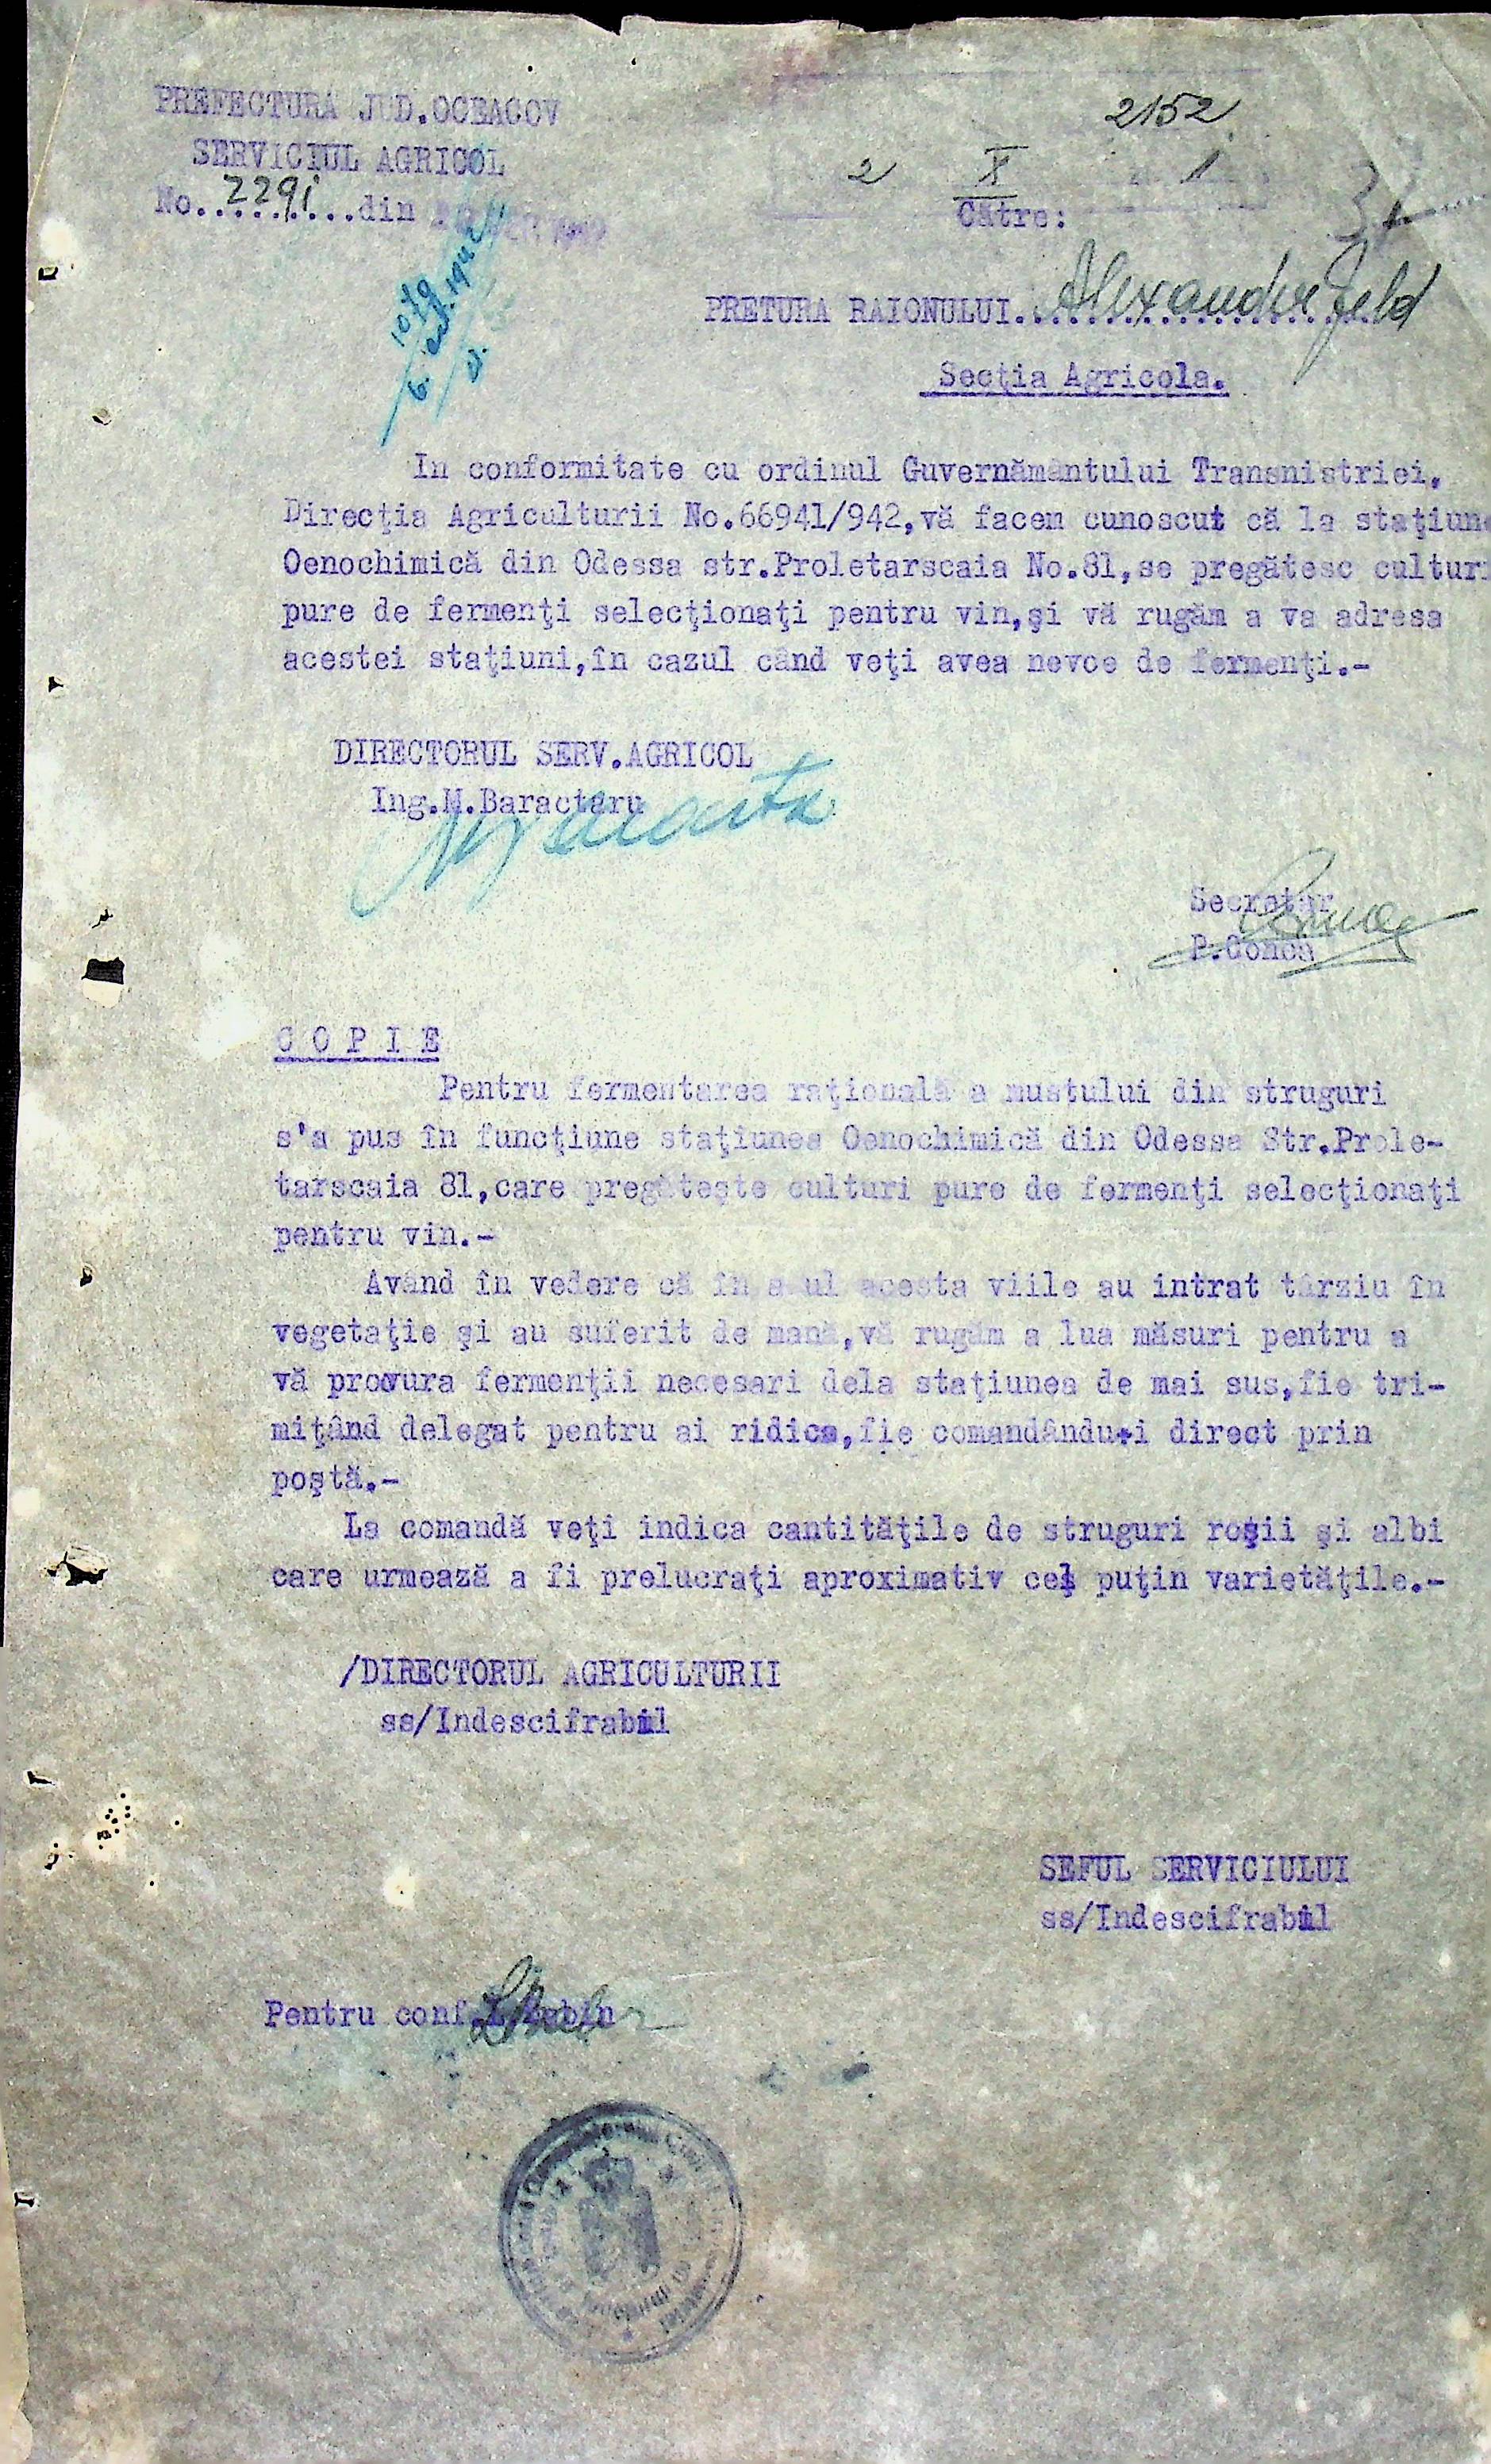 PREFECTURA JUD.OCEACOV
SERVICIUL AGRICOL
No. 2291 din
2152
2 X 1
Către:
PRETURA RAIONULUI Alexanderfeld
Secţia Agricola.
In conformitate cu ordinul Guvernământului Transnistriei,
Direcţia Agriculturii No.66941/942,vă facem cunoscut că la staţiune
Oenochimică din Odessa str.Proletarscaia No.81,se pregătesc culturi
pure de fermenţi selecţionaţi pentru vin,şi vă rugăm a va adresa
acestei staţiuni,în cazul când veţi avea nevoe de fermenţi.-
DIRECTORUL SERV.AGRICOL
Ing.M.Baractaru
Secretar
P.Conca
C O P I E
Pentru fermentarea raţională a mustului din struguri
s'a pus în funcţiune staţiunea Oenochimică din Odessa Str.Prole-
tarscaia 81,care pregăteşte culturi pure de fermenţi selecţionaţi
pentru vin.-
Având în vedere că în a ul acesta viile au intrat târziu în
vegetaţie şi au suferit de mană,vă rugăm a lua măsuri pentru a
vă procura fermenţii necesari dela staţiunea de mai sus,fie tri-
miţând delegat pentru ai ridica,fie comandându-i direct prin
poştă.-
La comandă veţi indica cantităţile de struguri roşii şi albi
care urmează a fi prelucraţi aproximativ cel puţin varietăţile.-
/DIRECTORUL AGRICULTURII
ss/Indescifrabil
SEFUL SERVICIULUI
ss/Indescifrabil
Pentru conf.